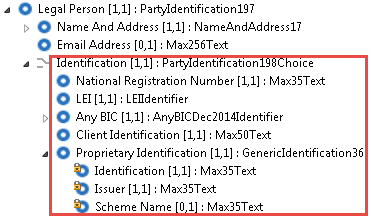 Legal Person [1,1] : PartyIdentification197
Name And Address [1,1] : NameAndAddress17
Email Address [0,1] : Max256Text
Identification [1,1] : PartyIdentification198Choice
National Registration Number [1,1] : Max35Text
LEI [1,1] : LEIIdentifier
Any BIC [1,1] : AnyBICDec2014Identifier
Client Identification [1,1] : Max50Text
Proprietary Identification [1,1] : GenericIdentification36
Identification [1,1] : Max35Text
Issuer [1,1] : Max35Text
Scheme Name [0,1] : Max35Text